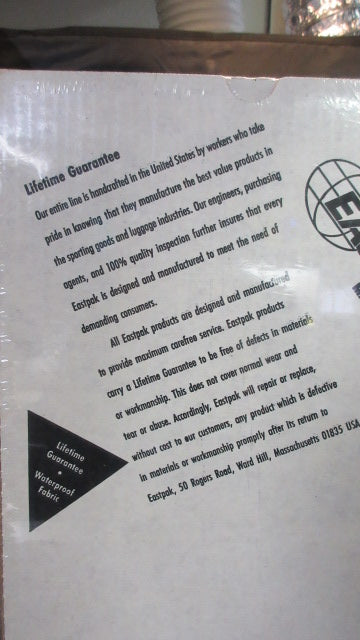 Lifetime Guarantee
Our entire line is handcrafted in the United States by workers who take
pride in knowing that they manufacture the best value products in
the sporting goods and luggage industries. Our engineers, purchasing
agents, and 100% quality inspection further insures that every
Eastpak is designed and manufactured to meet the need of
demanding consumers.
All Eastpak products are designed and manufactured
to provide maximum carefree service. Eastpak products
carry a Lifetime Guarantee to be free of defects in materials
or workmanship. This does not cover normal wear and
tear or abuse. Accordingly, Eastpak will repair or replace,
without cost to our customers, any product which is defective
in materials or workmanship promptly after its return to
Eastpak, 50 Rogers Road, Ward Hill, Massachusetts 01835 USA
Lifetime
Guarantee
•
Waterproof
Fabric